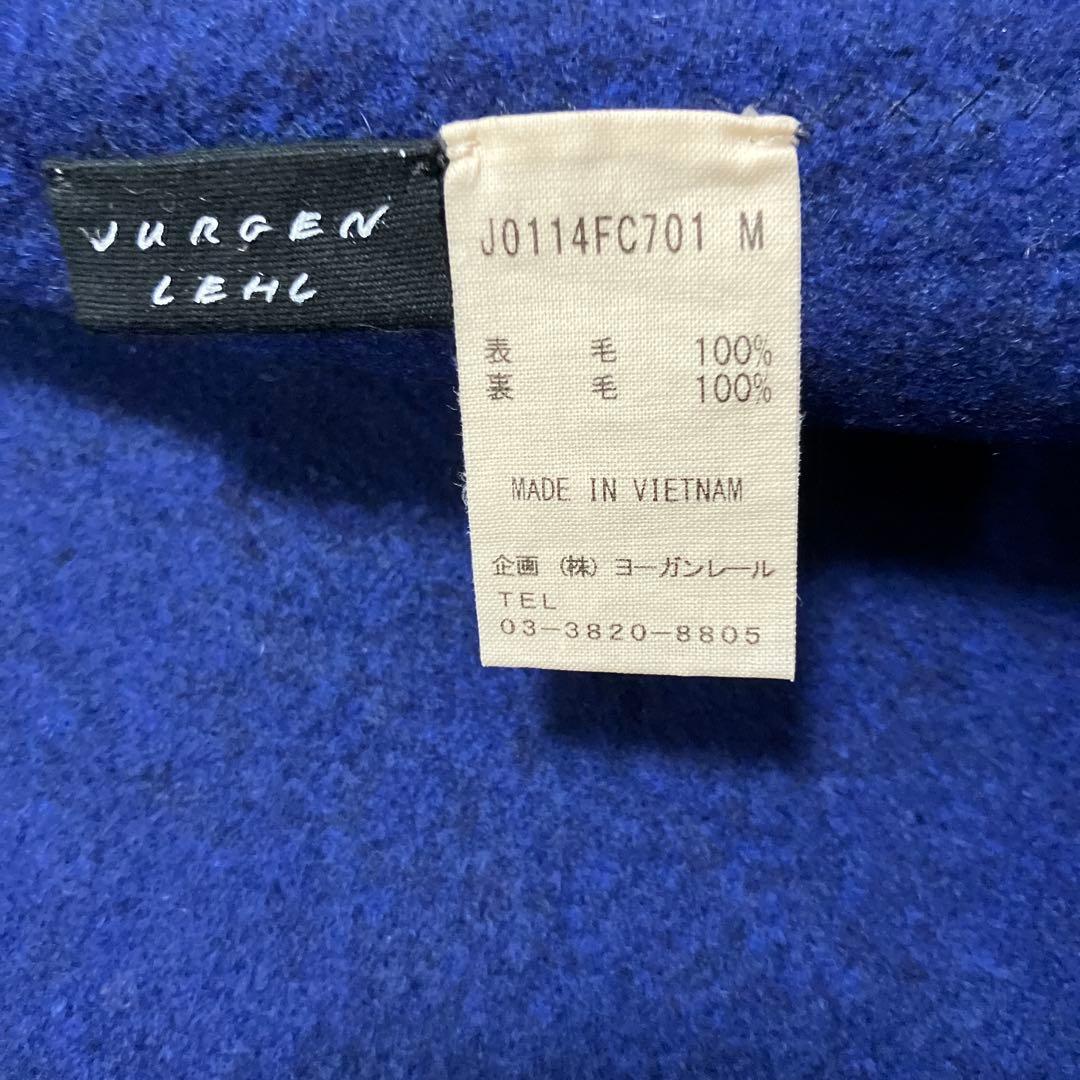 JURGEN
LEHL
J0114FC701 M
表 毛 100%
裏 毛 100%
MADE IN VIETNAM
企画 (株) ヨーガンレール
TEL
03-3820-8805